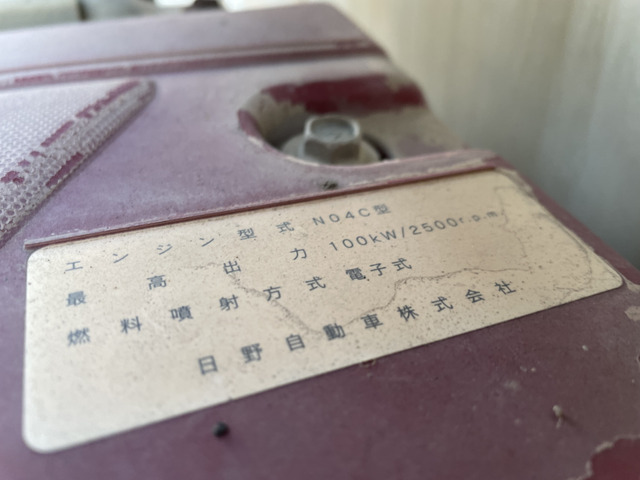 エンジン型式 N04C型
最高出力 100kW/2500r.p.m
燃料噴射方式 電子式
日野自動車株式会社